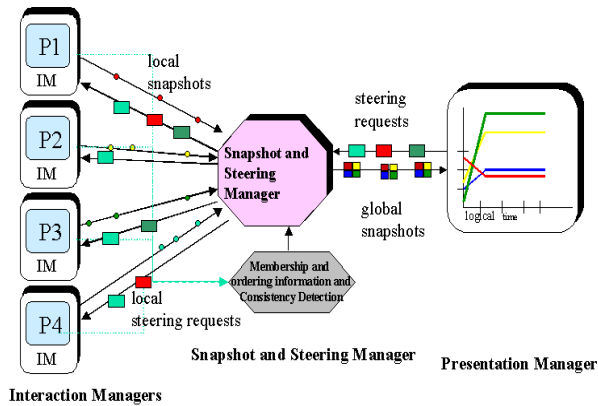 P1
IM
P2
IM
P3
IM
P4
IM
Interaction Managers
local
snapshots
local
steering requests
Snapshot and
Steering
Manager
Membership and
ordering information and
Consistency Detection
Snapshot and Steering Manager
steering
requests
global
snapshots
logical time
Presentation Manager